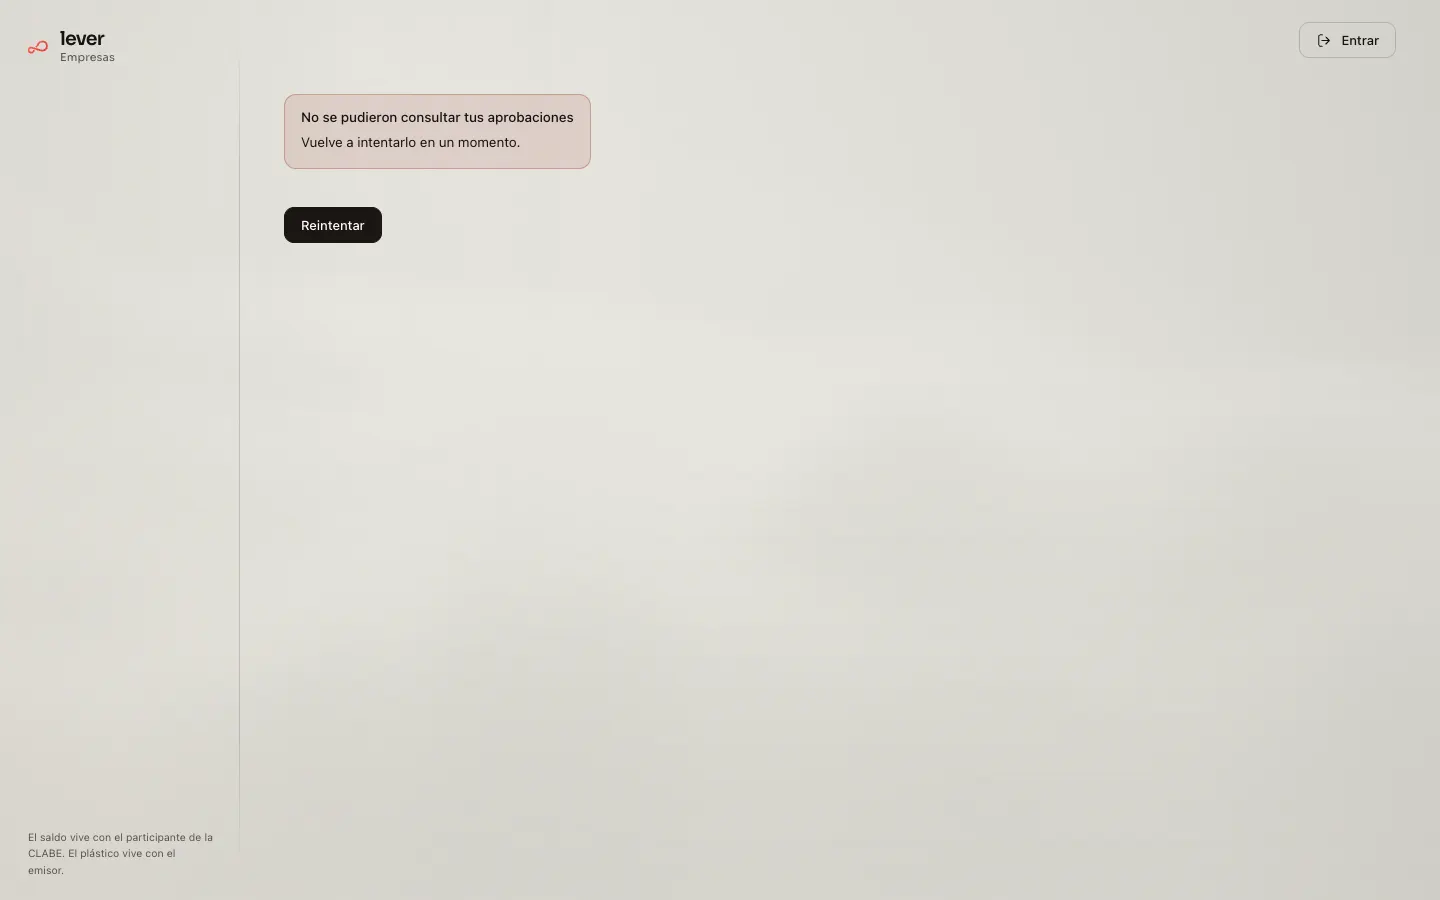 lever
Empresas
Entrar
No se pudieron consultar tus aprobaciones
Vuelve a intentarlo en un momento.
Reintentar
El saldo vive con el participante de la
CLABE. El plástico vive con el
emisor.